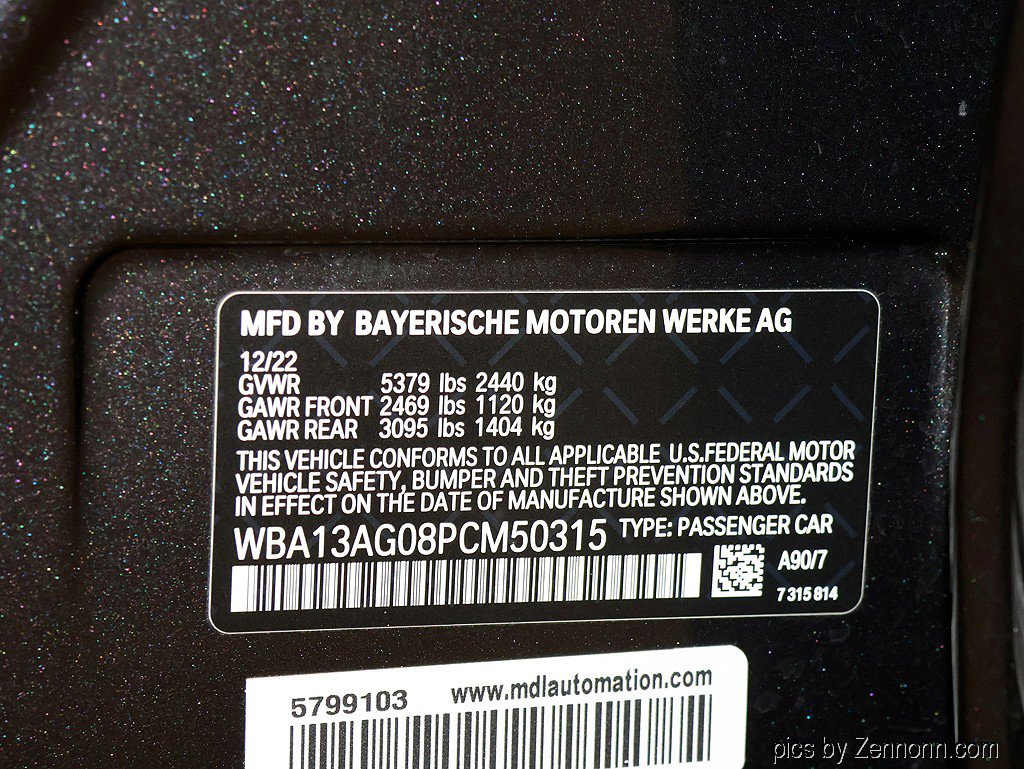 MFD BY BAYERISCHE MOTOREN WERKE AG
12/22
GVWR 5379 lbs 2440 kg
GAWR FRONT 2469 lbs 1120 kg
GAWR REAR 3095 lbs 1404 kg
THIS VEHICLE CONFORMS TO ALL APPLICABLE U.S.FEDERAL MOTOR
VEHICLE SAFETY, BUMPER AND THEFT PREVENTION STANDARDS
IN EFFECT ON THE DATE OF MANUFACTURE SHOWN ABOVE.
WBA13AG08PCM50315 TYPE: PASSENGER CAR
A90/7
7 315 814
5799103 www.mdlautomation.com
pics by Zennonn.com